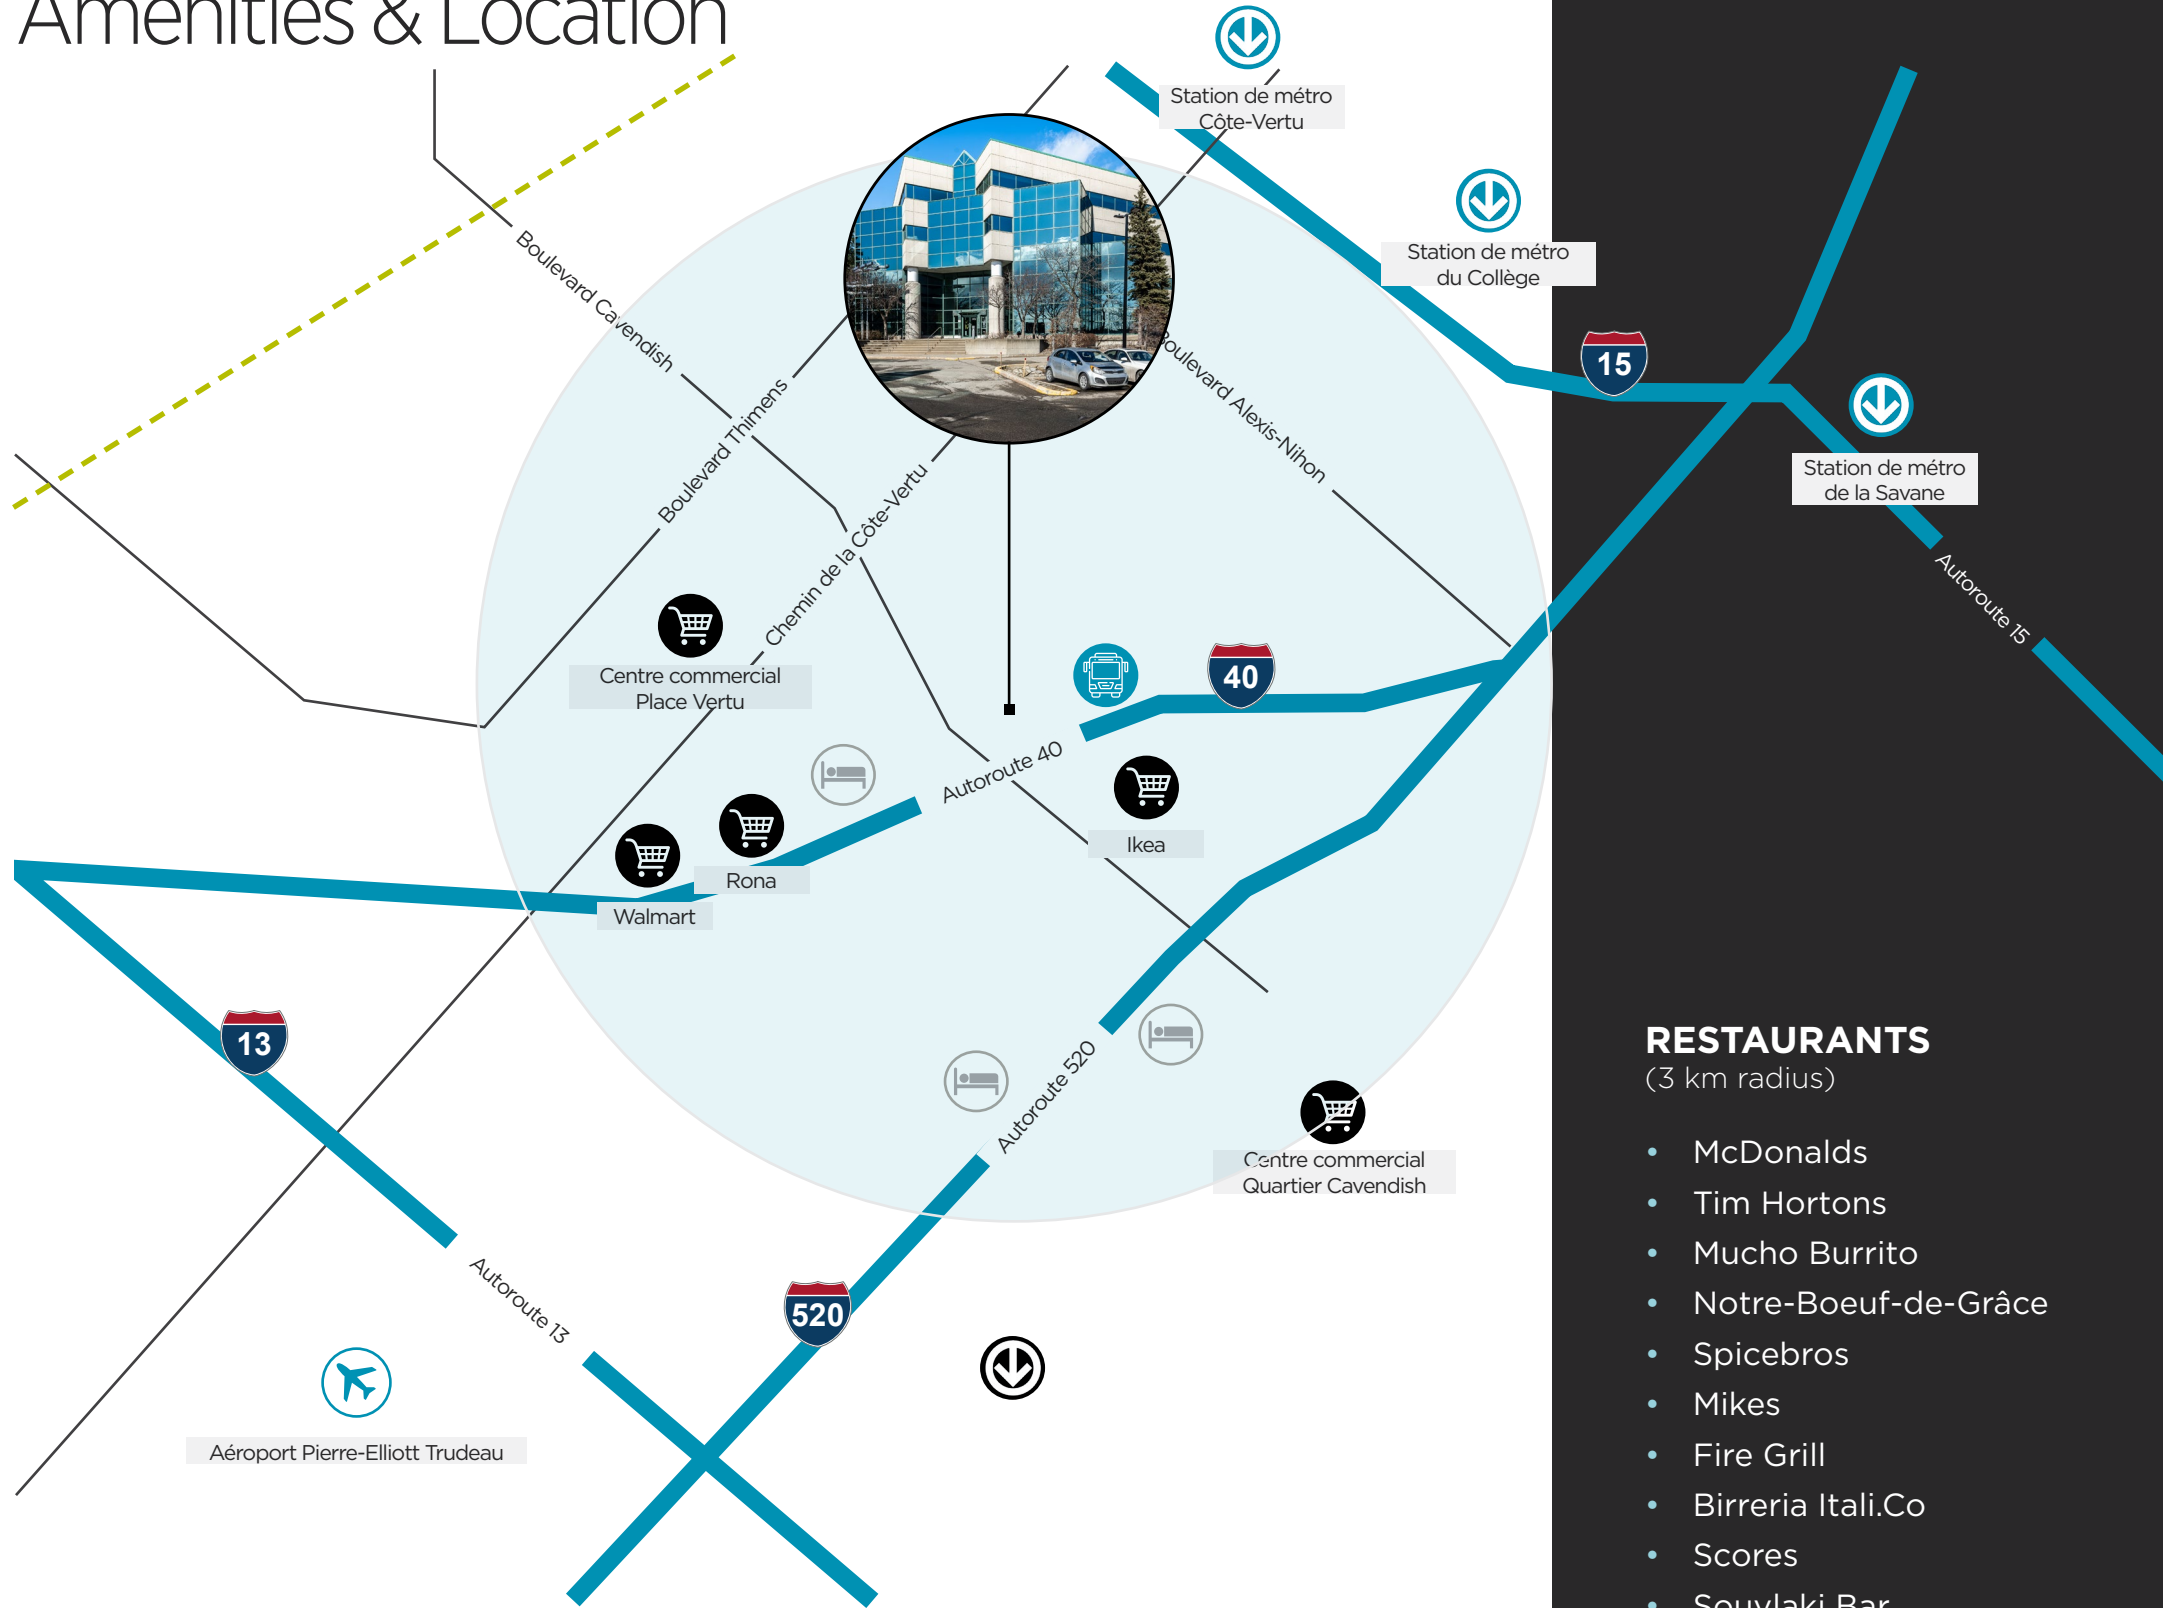 Amenities & Location
Station de métro
Côte-Vertu
Station de métro
du Collège
15
Station de métro
de la Savane
Autoroute 15
Boulevard Cavendish
Boulevard Thimens
Chemin de la Côte-Vertu
Boulevard Alexis-Nihon
Centre commercial
Place Vertu
40
Autoroute 40
Ikea
Rona
Walmart
13
Autoroute 13
Autoroute 520
520
Centre commercial
Quartier Cavendish
Aéroport Pierre-Elliott Trudeau
RESTAURANTS
(3 km radius)
• McDonalds
• Tim Hortons
• Mucho Burrito
• Notre-Boeuf-de-Grâce
• Spicebros
• Mikes
• Fire Grill
• Birreria Itali.Co
• Scores
• Souvlaki Bar